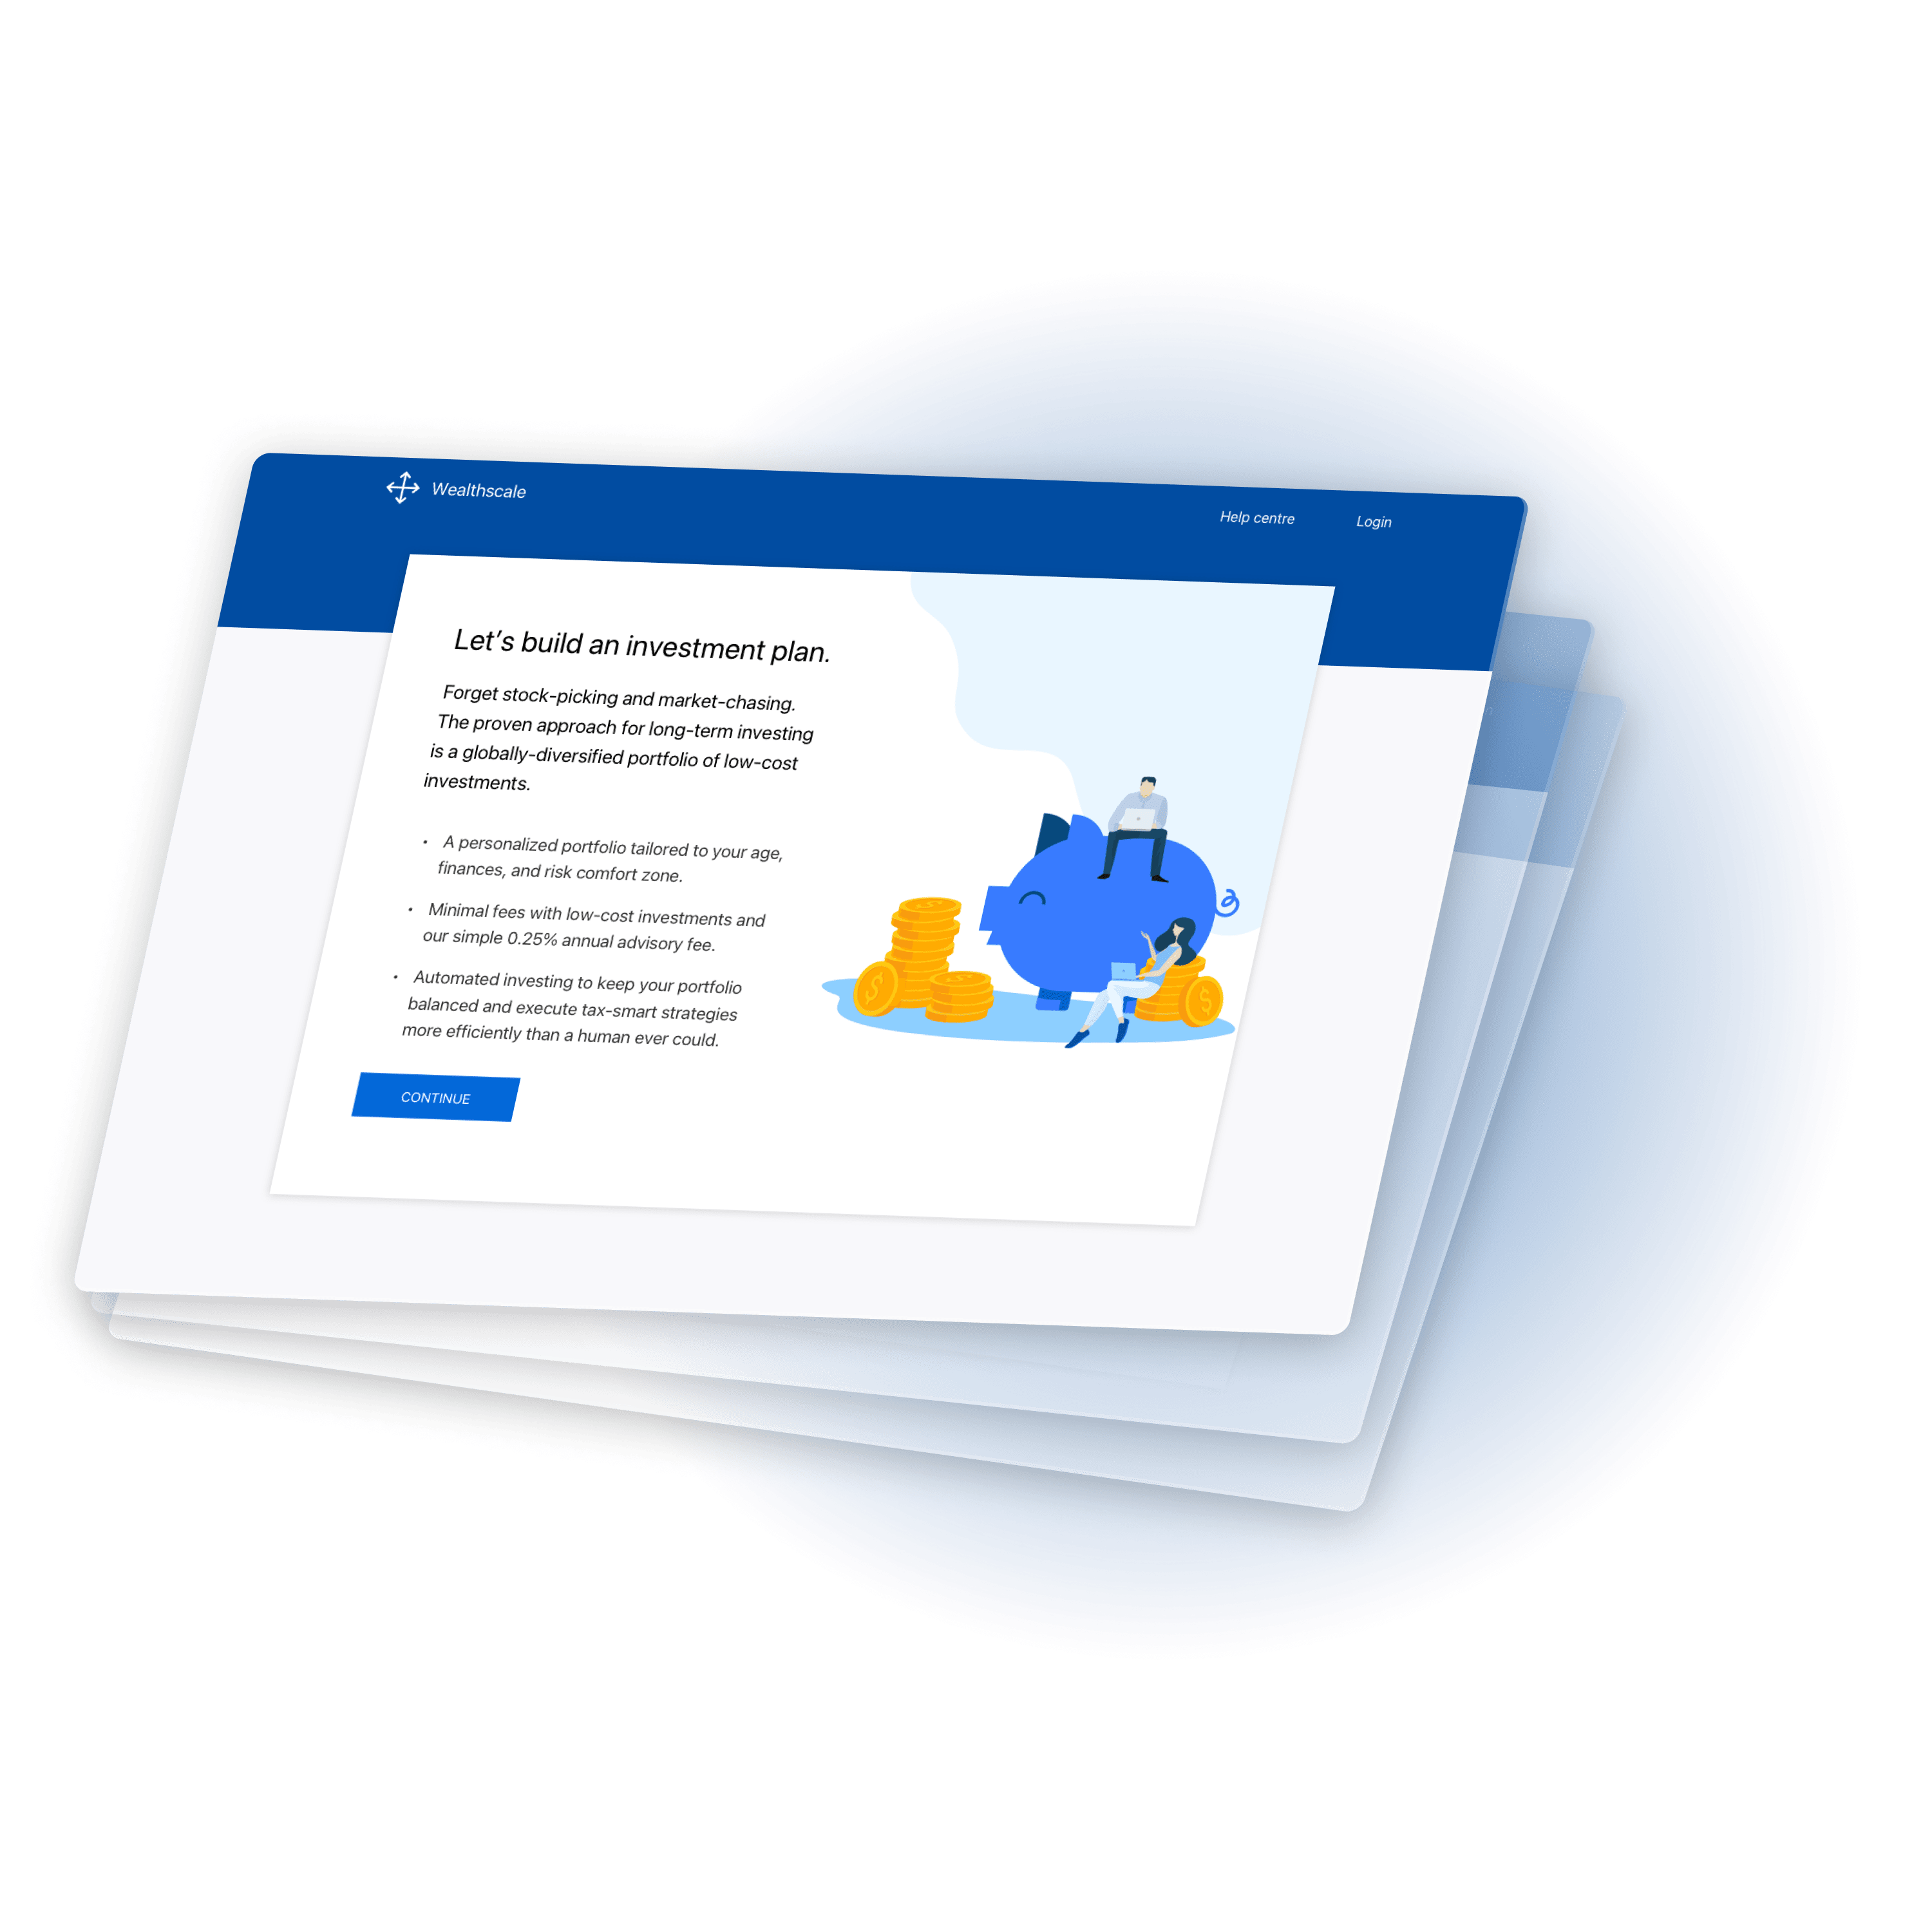 Wealthscale
Help centre
Login
Let’s build an investment plan.
Forget stock-picking and market-chasing.
The proven approach for long-term investing
is a globally-diversified portfolio of low-cost
investments.
• A personalized portfolio tailored to your age,
finances, and risk comfort zone.
• Minimal fees with low-cost investments and
our simple 0.25% annual advisory fee.
• Automated investing to keep your portfolio
balanced and execute tax-smart strategies
more efficiently than a human ever could.
CONTINUE